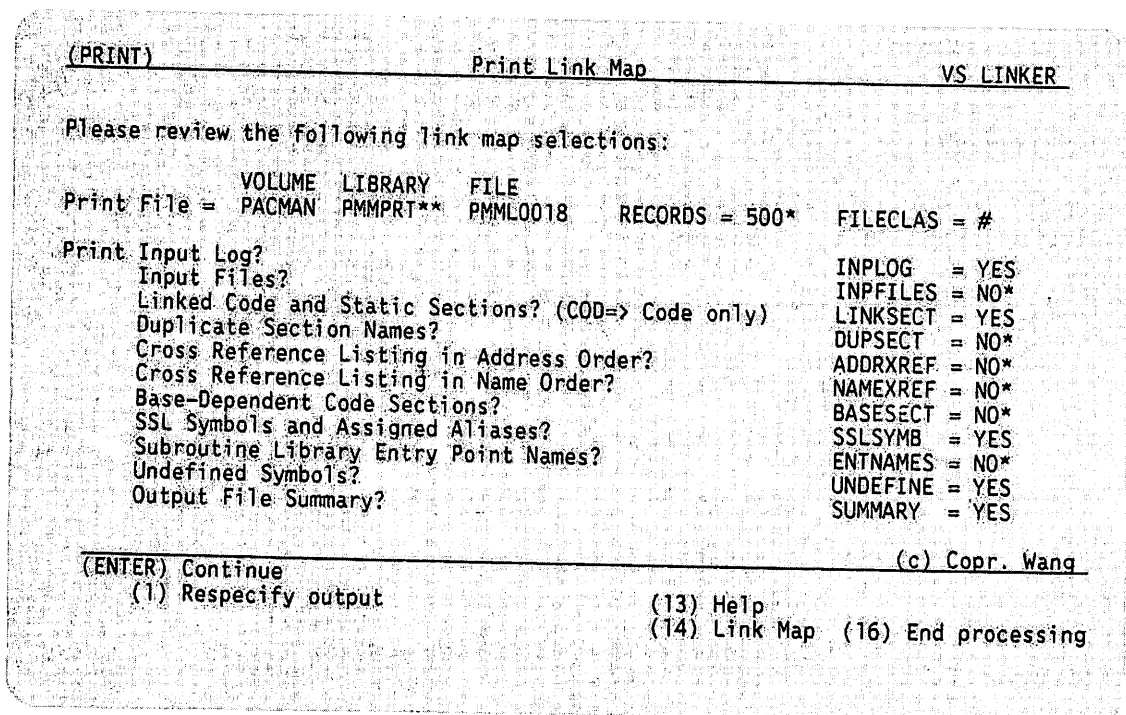 (PRINT) Print Link Map VS LINKER
Please review the following link map selections:
VOLUME LIBRARY FILE
Print File = PACMAN PMMPRT** PMML0018 RECORDS = 500* FILECLAS = #
Print Input Log? INPLOG = YES
Input Files? INPFILES = NO*
Linked Code and Static Sections? (COD=> Code only) LINKSECT = YES
Duplicate Section Names? DUPSECT = NO*
Cross Reference Listing in Address Order? ADDRXREF = NO*
Cross Reference Listing in Name Order? NAMEXREF = NO*
Base-Dependent Code Sections? BASESECT = NO*
SSL Symbols and Assigned Aliases? SSLSYMB = YES
Subroutine Library Entry Point Names? ENTNAMES = NO*
Undefined Symbols? UNDEFINE = YES
Output File Summary? SUMMARY = YES
(c) Copr. Wang
(ENTER) Continue
(1) Respecify output (13) Help
(14) Link Map (16) End processing